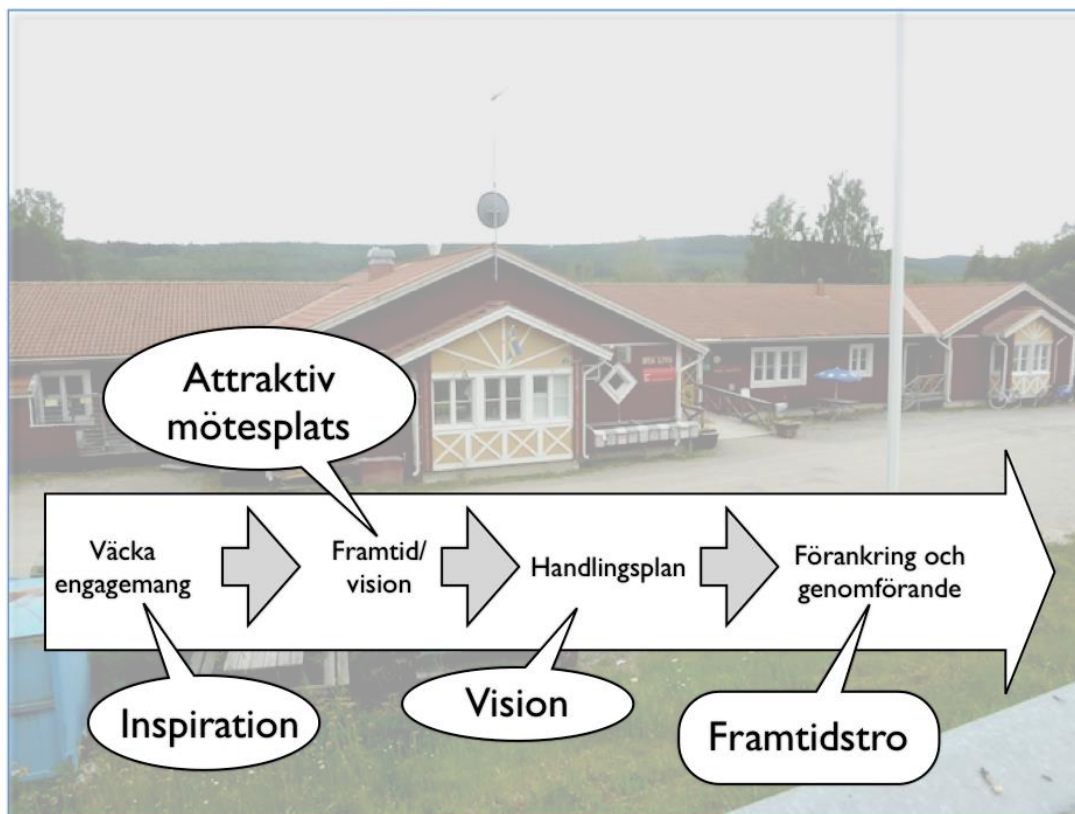 Attraktiv
mötesplats
Väcka
engagemang
Framtid/
vision
Handlingsplan
Förankring och
genomförande
Inspiration
Vision
Framtidstro